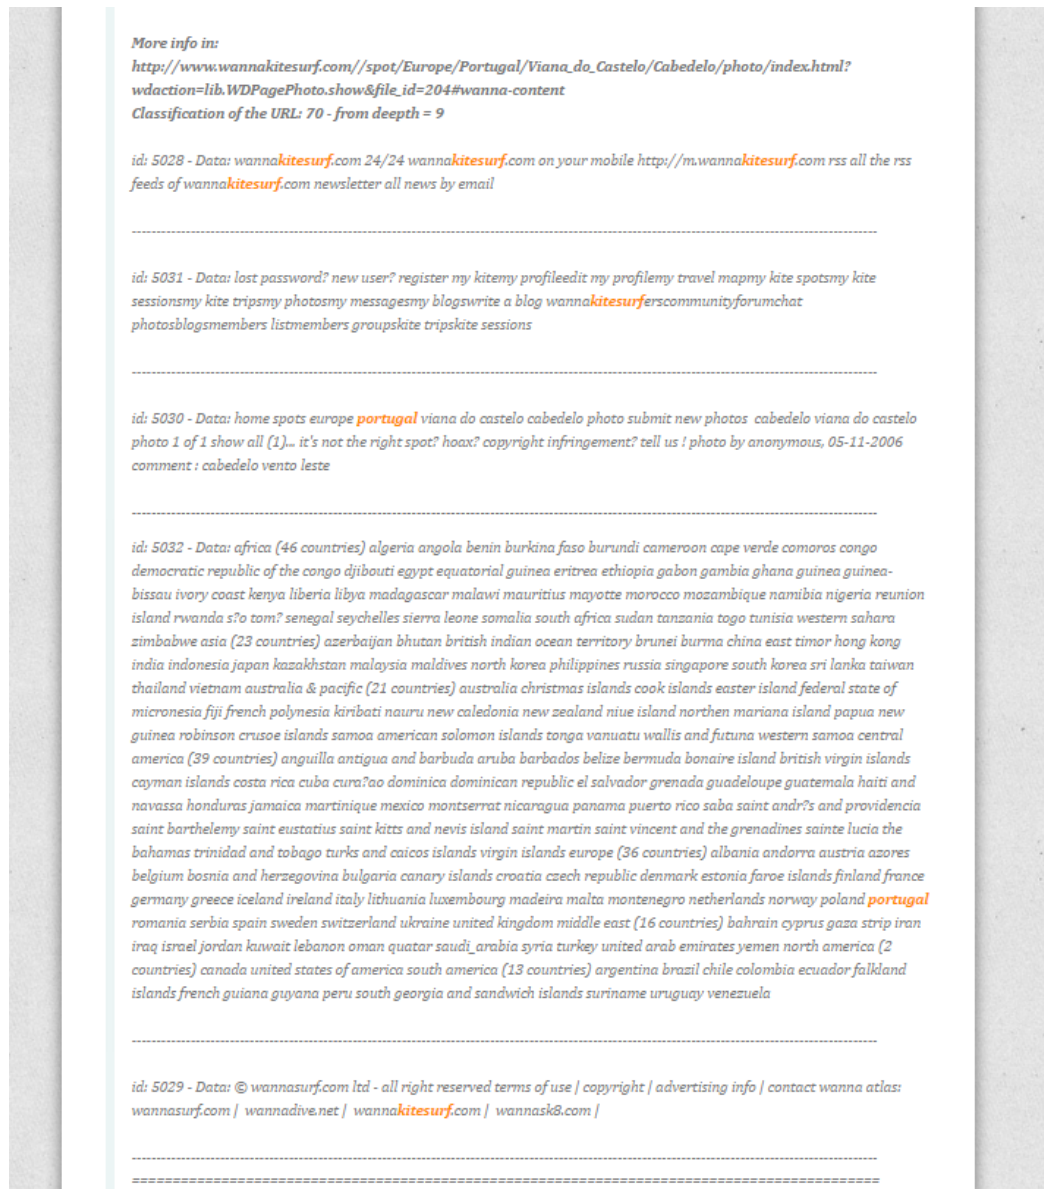 More info in:
http://www.wannakitesurf.com//spot/Europe/Portugal/Viana_do_Castelo/Cabedelo/photo/index.html?
wdaction=lib.WDPagePhoto.show&file_id=204#wanna-content
Classification of the URL: 70 - from deepth = 9
id: 5028 - Data: wannakitesurf.com 24/24 wannakitesurf.com on your mobile http://m.wannakitesurf.com rss all the rss
feeds of wannakitesurf.com newsletter all news by email
----------------------------------------------------------------------------------------------------------------------------------------------------
id: 5031 - Data: lost password? new user? register my kitemy profileedit my profilemy travel mapmy kite spotsmy kite
sessionsmy kite tripsmy photosmy messagesmy blogswrite a blog wannakitesurferscommunityforumchat
photosblogsmembers listmembers groupskite tripskite sessions
----------------------------------------------------------------------------------------------------------------------------------------------------
id: 5030 - Data: home spots europe portugal viana do castelo cabedelo photo submit new photos  cabedelo viana do castelo
photo 1 of 1 show all (1)... it's not the right spot? hoax? copyright infringement? tell us ! photo by anonymous, 05-11-2006
comment : cabedelo vento leste
----------------------------------------------------------------------------------------------------------------------------------------------------
id: 5032 - Data: africa (46 countries) algeria angola benin burkina faso burundi cameroon cape verde comoros congo
democratic republic of the congo djibouti egypt equatorial guinea eritrea ethiopia gabon gambia ghana guinea guinea-
bissau ivory coast kenya liberia libya madagascar malawi mauritius mayotte morocco mozambique namibia nigeria reunion
island rwanda s?o tom? senegal seychelles sierra leone somalia south africa sudan tanzania togo tunisia western sahara
zimbabwe asia (23 countries) azerbaijan bhutan british indian ocean territory brunei burma china east timor hong kong
india indonesia japan kazakhstan malaysia maldives north korea philippines russia singapore south korea sri lanka taiwan
thailand vietnam australia & pacific (21 countries) australia christmas islands cook islands easter island federal state of
micronesia fiji french polynesia kiribati nauru new caledonia new zealand niue island northen mariana island papua new
guinea robinson crusoe islands samoa american solomon islands tonga vanuatu wallis and futuna western samoa central
america (39 countries) anguilla antigua and barbuda aruba barbados belize bermuda bonaire island british virgin islands
cayman islands costa rica cuba cura?ao dominica dominican republic el salvador grenada guadeloupe guatemala haiti and
navassa honduras jamaica martinique mexico montserrat nicaragua panama puerto rico saba saint andr?s and providencia
saint barthelemy saint eustatius saint kitts and nevis island saint martin saint vincent and the grenadines sainte lucia the
bahamas trinidad and tobago turks and caicos islands virgin islands europe (36 countries) albania andorra austria azores
belgium bosnia and herzegovina bulgaria canary islands croatia czech republic denmark estonia faroe islands finland france
germany greece iceland ireland italy lithuania luxembourg madeira malta montenegro netherlands norway poland portugal
romania serbia spain sweden switzerland ukraine united kingdom middle east (16 countries) bahrain cyprus gaza strip iran
iraq israel jordan kuwait lebanon oman quatar saudi_arabia syria turkey united arab emirates yemen north america (2
countries) canada united states of america south america (13 countries) argentina brazil chile colombia ecuador falkland
islands french guiana guyana peru south georgia and sandwich islands suriname uruguay venezuela
----------------------------------------------------------------------------------------------------------------------------------------------------
id: 5029 - Data: © wannasurf.com ltd - all right reserved terms of use | copyright | advertising info | contact wanna atlas:
wannasurf.com |  wannadive.net |  wannakitesurf.com |  wannask8.com |
----------------------------------------------------------------------------------------------------------------------------------------------------
============================================================================================